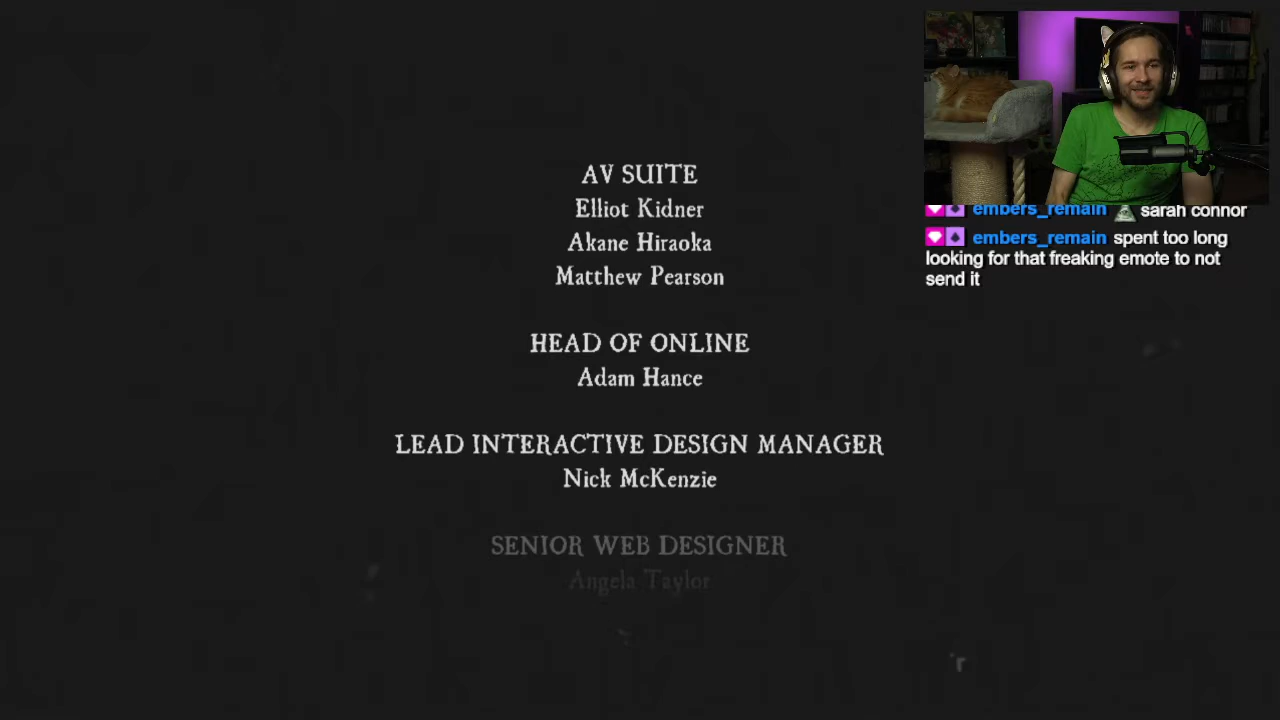 AV SUITE
Elliot Kidner
Akane Hiraoka
Matthew Pearson
HEAD OF ONLINE
Adam Hance
LEAD INTERACTIVE DESIGN MANAGER
Nick McKenzie
SENIOR WEB DESIGNER
Angela Taylor
embers_remain sarah connor
embers_remain spent too long
looking for that freaking emote to not
send it